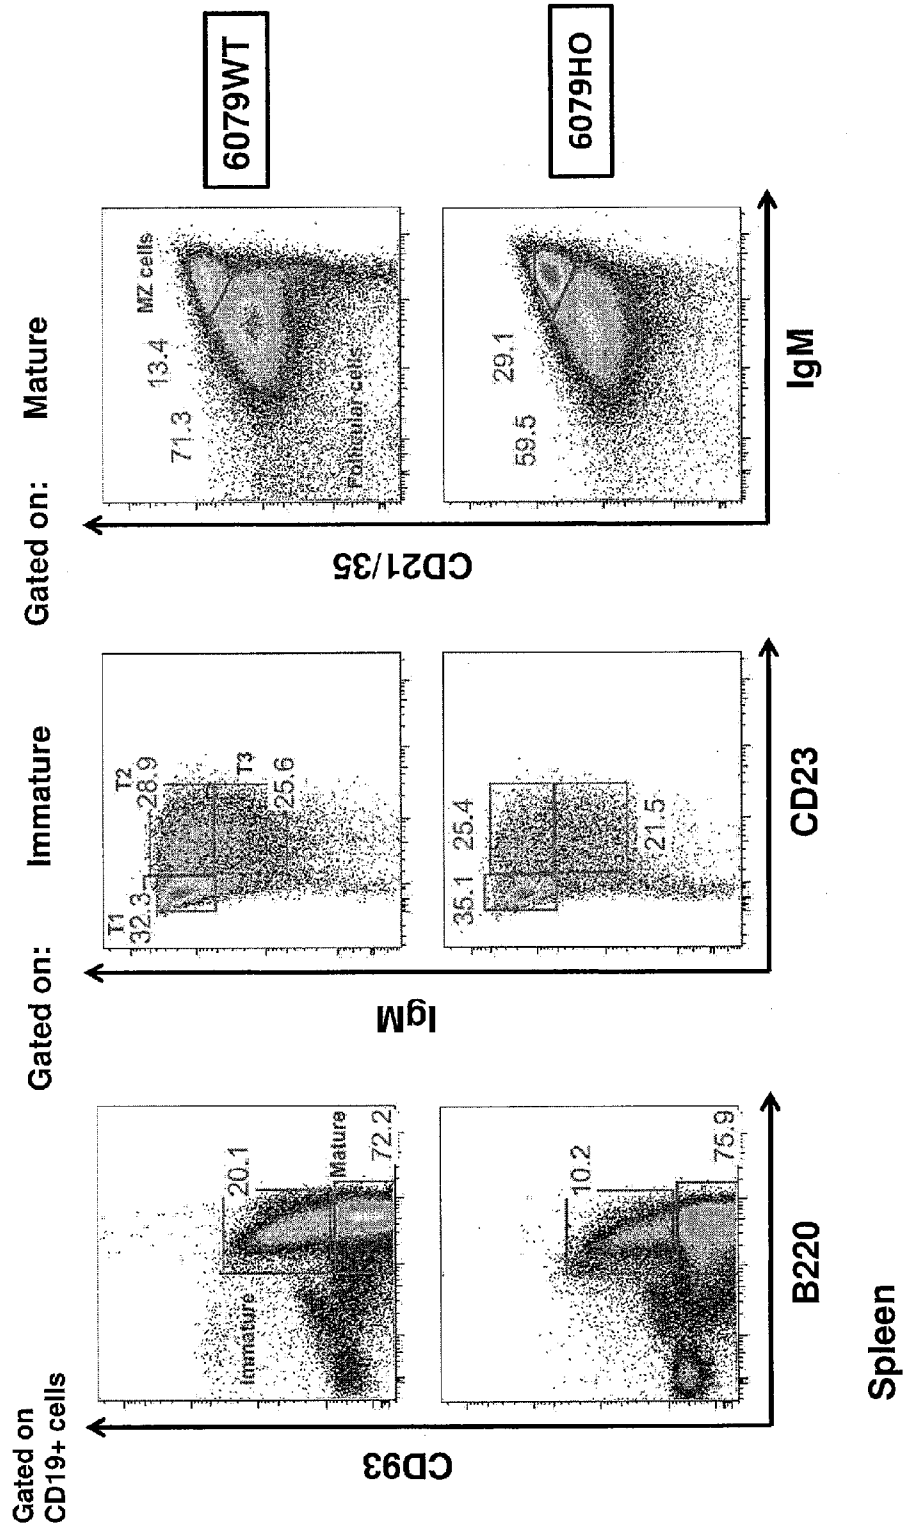 Gated on
CD19+ cells
Gated on:
Immature
Gated on:
Mature
Immature
20.1
Mature
72.2
T1
32.3
T2
28.9
T3
25.6
71.3
13.4
MZ cells
Follicular cells
6079WT
10.2
75.9
35.1
25.4
21.5
59.5
29.1
6079HO
CD93
B220
IgM
CD23
CD21/35
IgM
Spleen